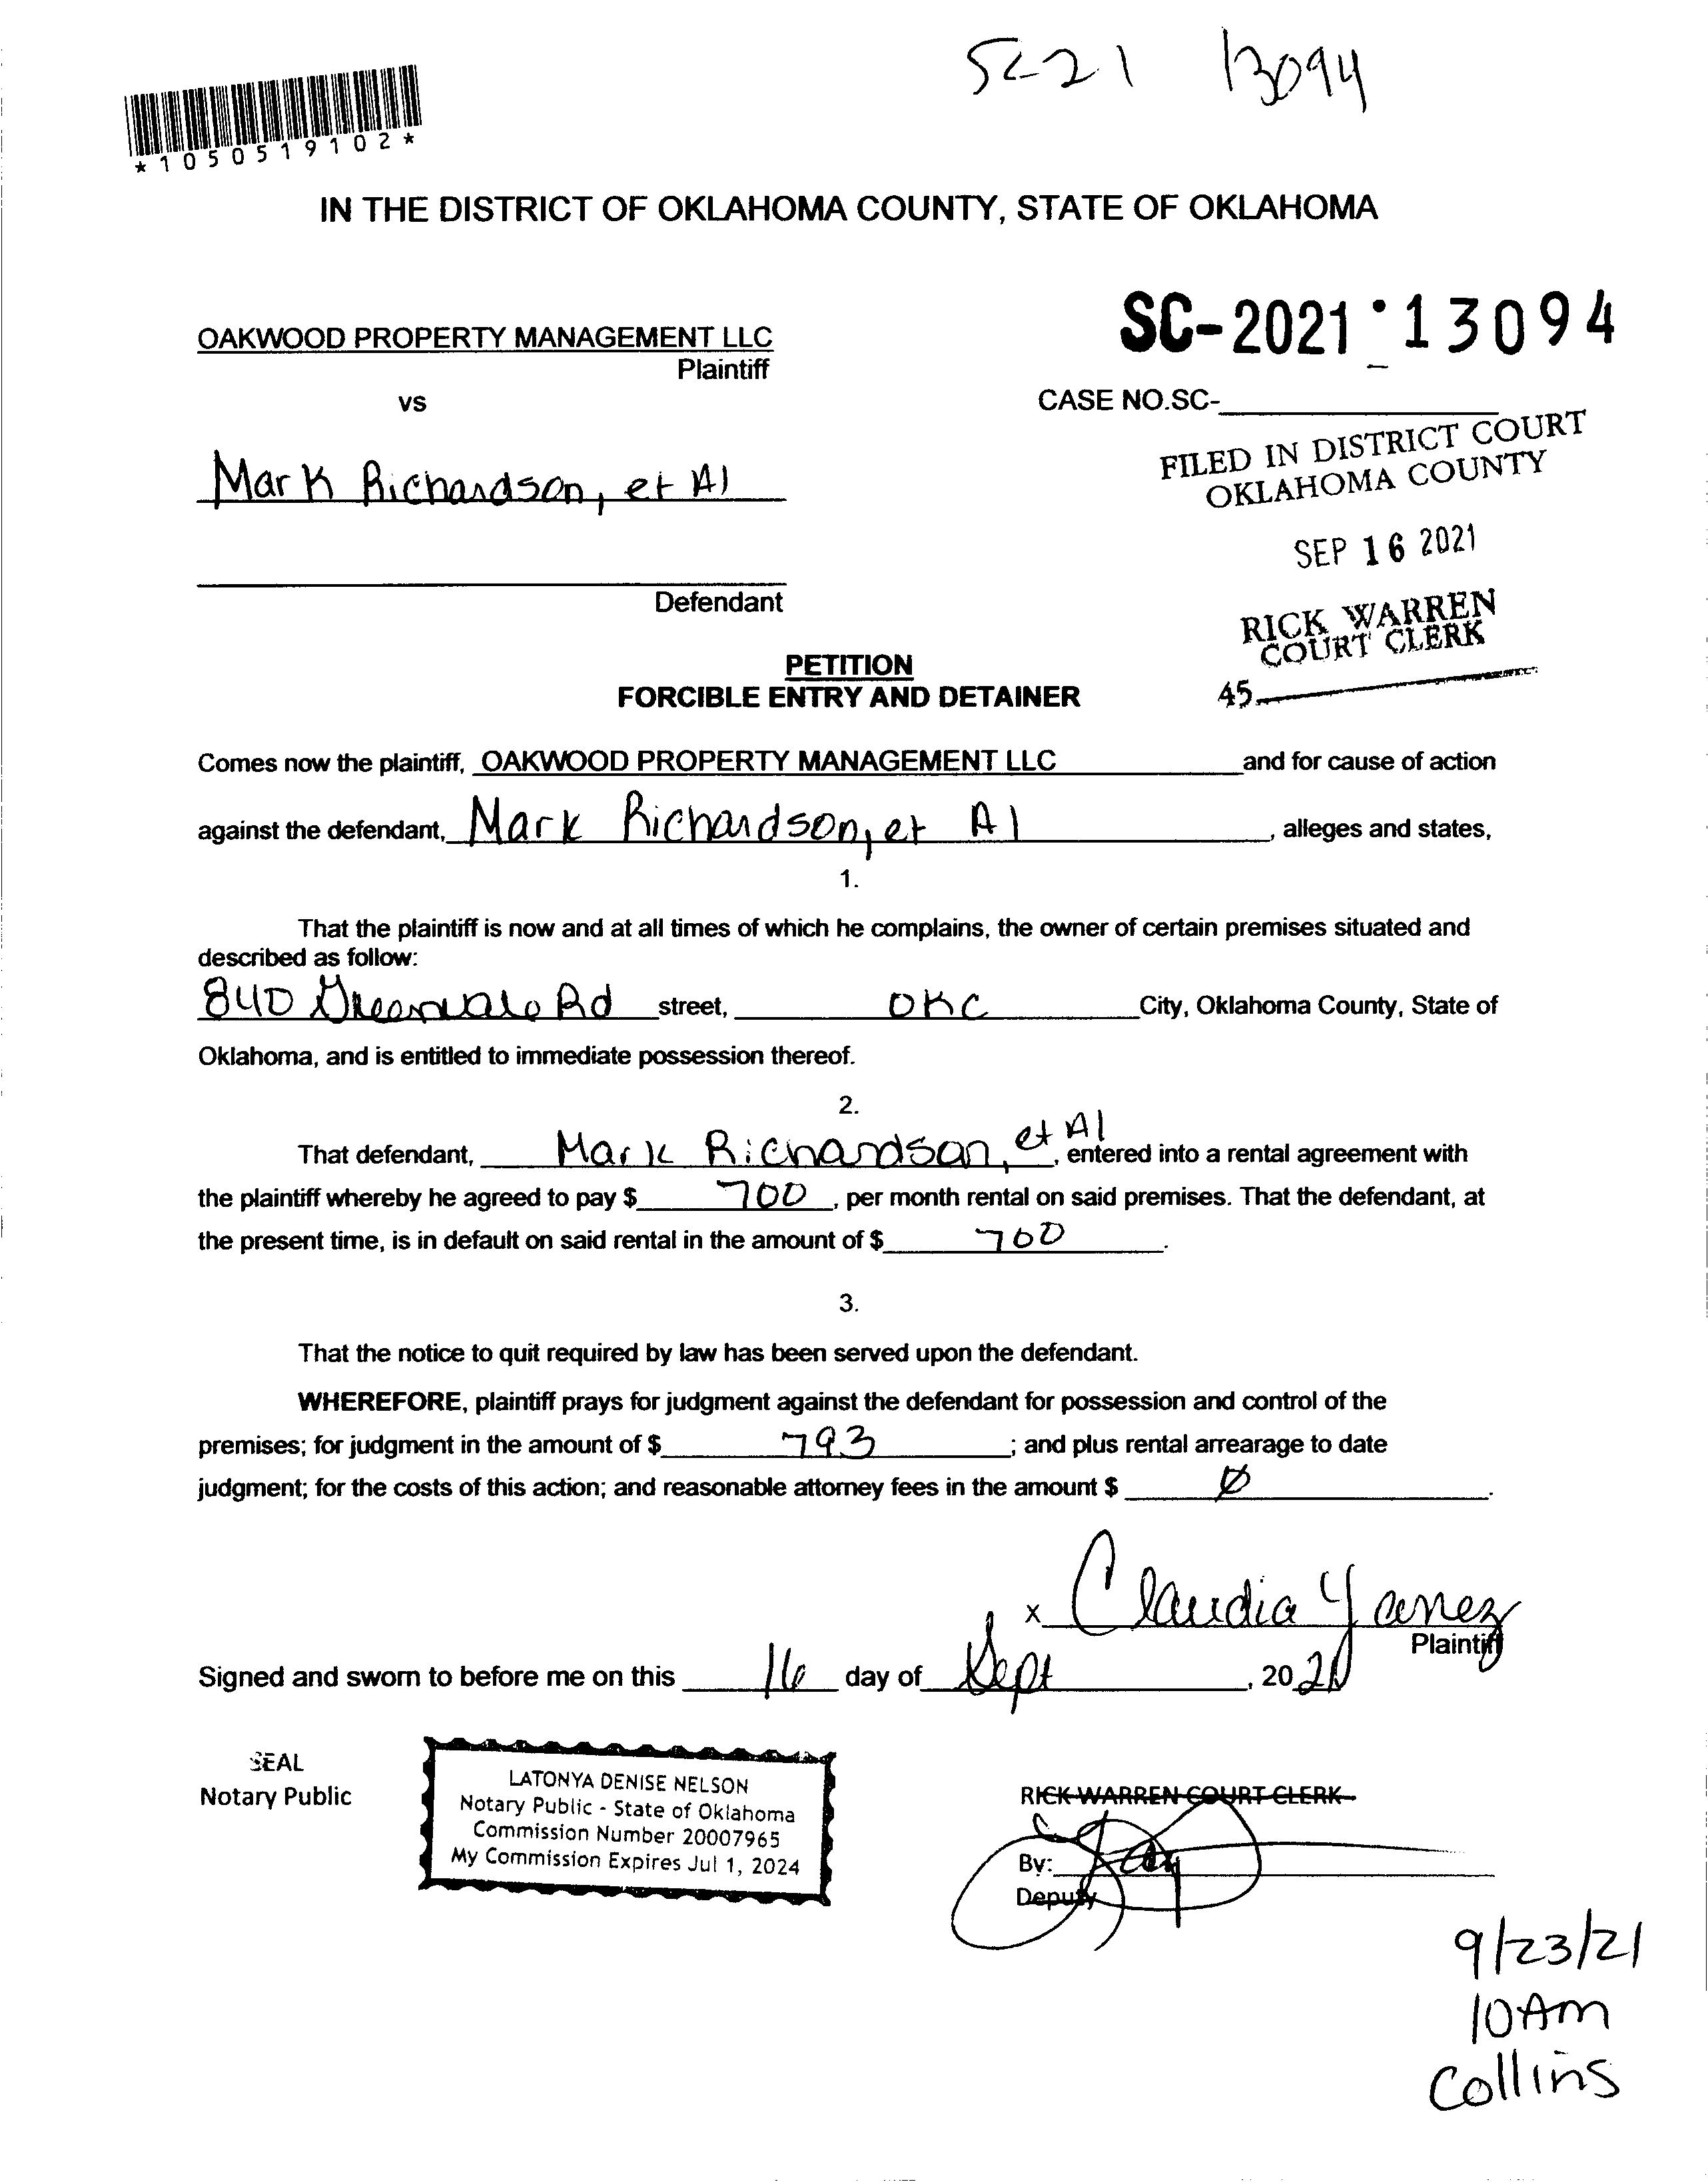 SC-21 13094
*1050519102*
IN THE DISTRICT OF OKLAHOMA COUNTY, STATE OF OKLAHOMA
OAKWOOD PROPERTY MANAGEMENT LLC
Plaintiff
SC-2021 13094
vs
CASE NO.SC-
FILED IN DISTRICT COURT
OKLAHOMA COUNTY
Mark Richardson, et Al
SEP 16 2021
Defendant
RICK WARREN
COURT CLERK
45
PETITION
FORCIBLE ENTRY AND DETAINER
Comes now the plaintiff, OAKWOOD PROPERTY MANAGEMENT LLC and for cause of action
against the defendant, Mark Richardson, et Al, alleges and states,
1.
That the plaintiff is now and at all times of which he complains, the owner of certain premises situated and
described as follow:
840 Rd street, OKC City, Oklahoma County, State of
Oklahoma, and is entitled to immediate possession thereof.
2.
That defendant, Mark Richardson, et Al, entered into a rental agreement with
the plaintiff whereby he agreed to pay $ 700, per month rental on said premises. That the defendant, at
the present time, is in default on said rental in the amount of $ 700.
3.
That the notice to quit required by law has been served upon the defendant.
WHEREFORE, plaintiff prays for judgment against the defendant for possession and control of the
premises; for judgment in the amount of $ 793; and plus rental arrearage to date
judgment; for the costs of this action; and reasonable attorney fees in the amount $ Ø.
x Claudia Yanez
Plaintiff
Signed and sworn to before me on this 16 day of Sept, 2021
SEAL
Notary Public
LATONYA DENISE NELSON
Notary Public - State of Oklahoma
Commission Number 20007965
My Commission Expires Jul 1, 2024
RICK WARREN COURT CLERK
By:
Deputy
9/23/21
10AM
Collins